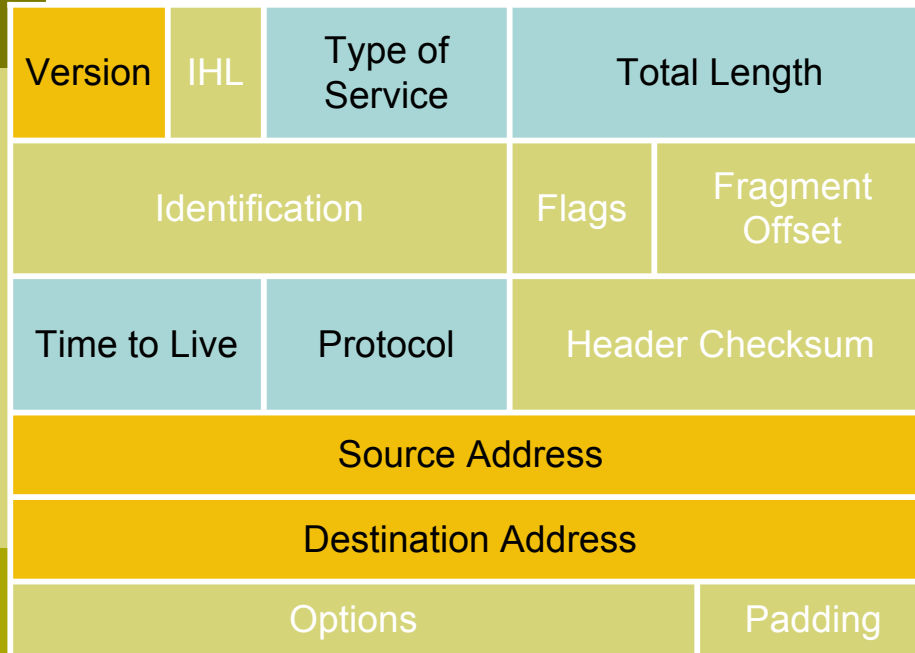 Version IHL Type of Service Total Length
Identification Flags Fragment Offset
Time to Live Protocol Header Checksum
Source Address
Destination Address
Options Padding